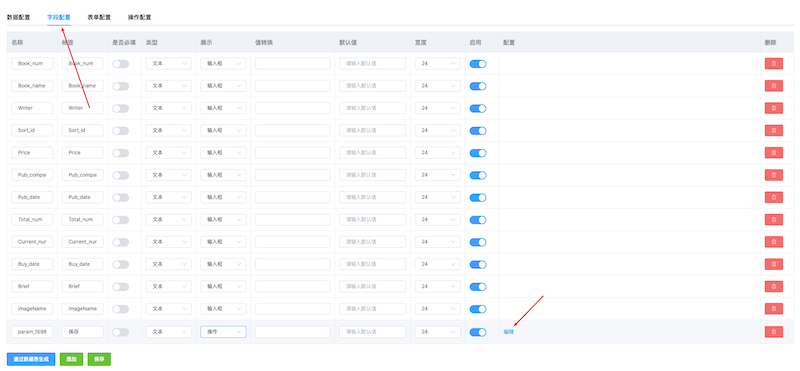 数据配置 字段配置 表单配置 操作配置
名称 标签 是否必填 类型 展示 值转换 默认值 宽度 启用 配置 删除
Book_num Book_num 文本 输入框 请输入默认值 24
Book_name Book_name 文本 输入框 请输入默认值 24
Writer Writer 文本 输入框 请输入默认值 24
Sort_id Sort_id 文本 输入框 请输入默认值 24
Price Price 文本 输入框 请输入默认值 24
Pub_compai Pub_compai 文本 输入框 请输入默认值 24
Pub_date Pub_date 文本 输入框 请输入默认值 24
Total_num Total_num 文本 输入框 请输入默认值 24
Current_nur Current_nur 文本 输入框 请输入默认值 24
Buy_date Buy_date 文本 输入框 请输入默认值 24
Brief Brief 文本 输入框 请输入默认值 24
imageName imageName 文本 输入框 请输入默认值 24
param_1698 保存 文本 操作 请输入默认值 24 编辑
通过数据表生成 添加 保存